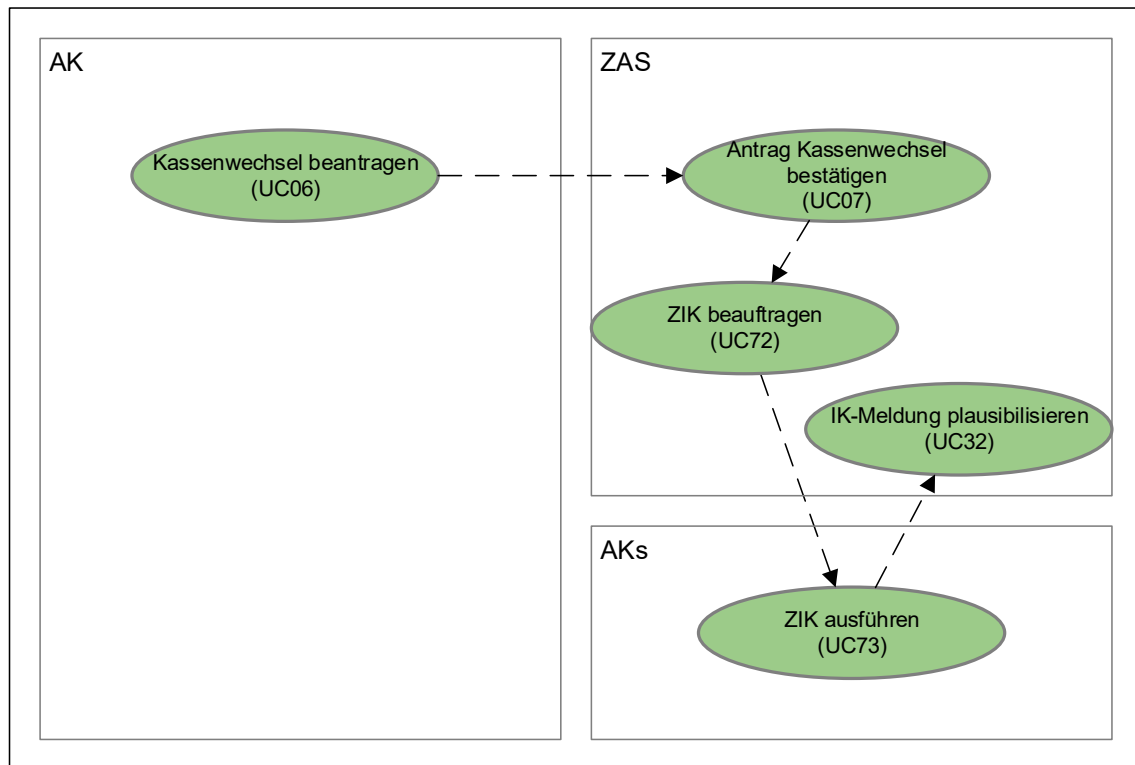 AK
Kassenwechsel beantragen
(UC06)
ZAS
Antrag Kassenwechsel
bestätigen
(UC07)
ZIK beauftragen
(UC72)
IK-Meldung plausibilisieren
(UC32)
AKs
ZIK ausführen
(UC73)